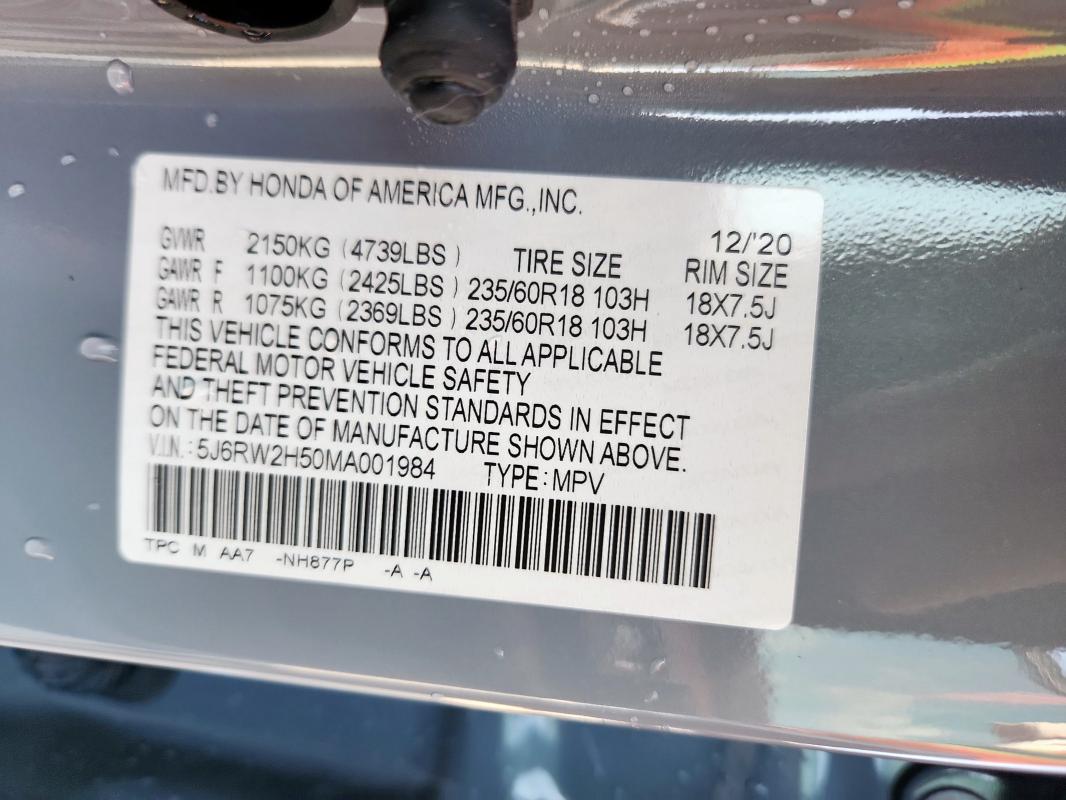 MFD.BY HONDA OF AMERICA MFG.,INC.
12/'20
GVWR 2150KG (4739LBS) TIRE SIZE RIM SIZE
GAWR F 1100KG (2425LBS) 235/60R18 103H 18X7.5J
GAWR R 1075KG (2369LBS) 235/60R18 103H 18X7.5J
THIS VEHICLE CONFORMS TO ALL APPLICABLE
FEDERAL MOTOR VEHICLE SAFETY
AND THEFT PREVENTION STANDARDS IN EFFECT
ON THE DATE OF MANUFACTURE SHOWN ABOVE.
V.I.N.:5J6RW2H50MA001984 TYPE:MPV
TPC M AA7 -NH877P -A -A